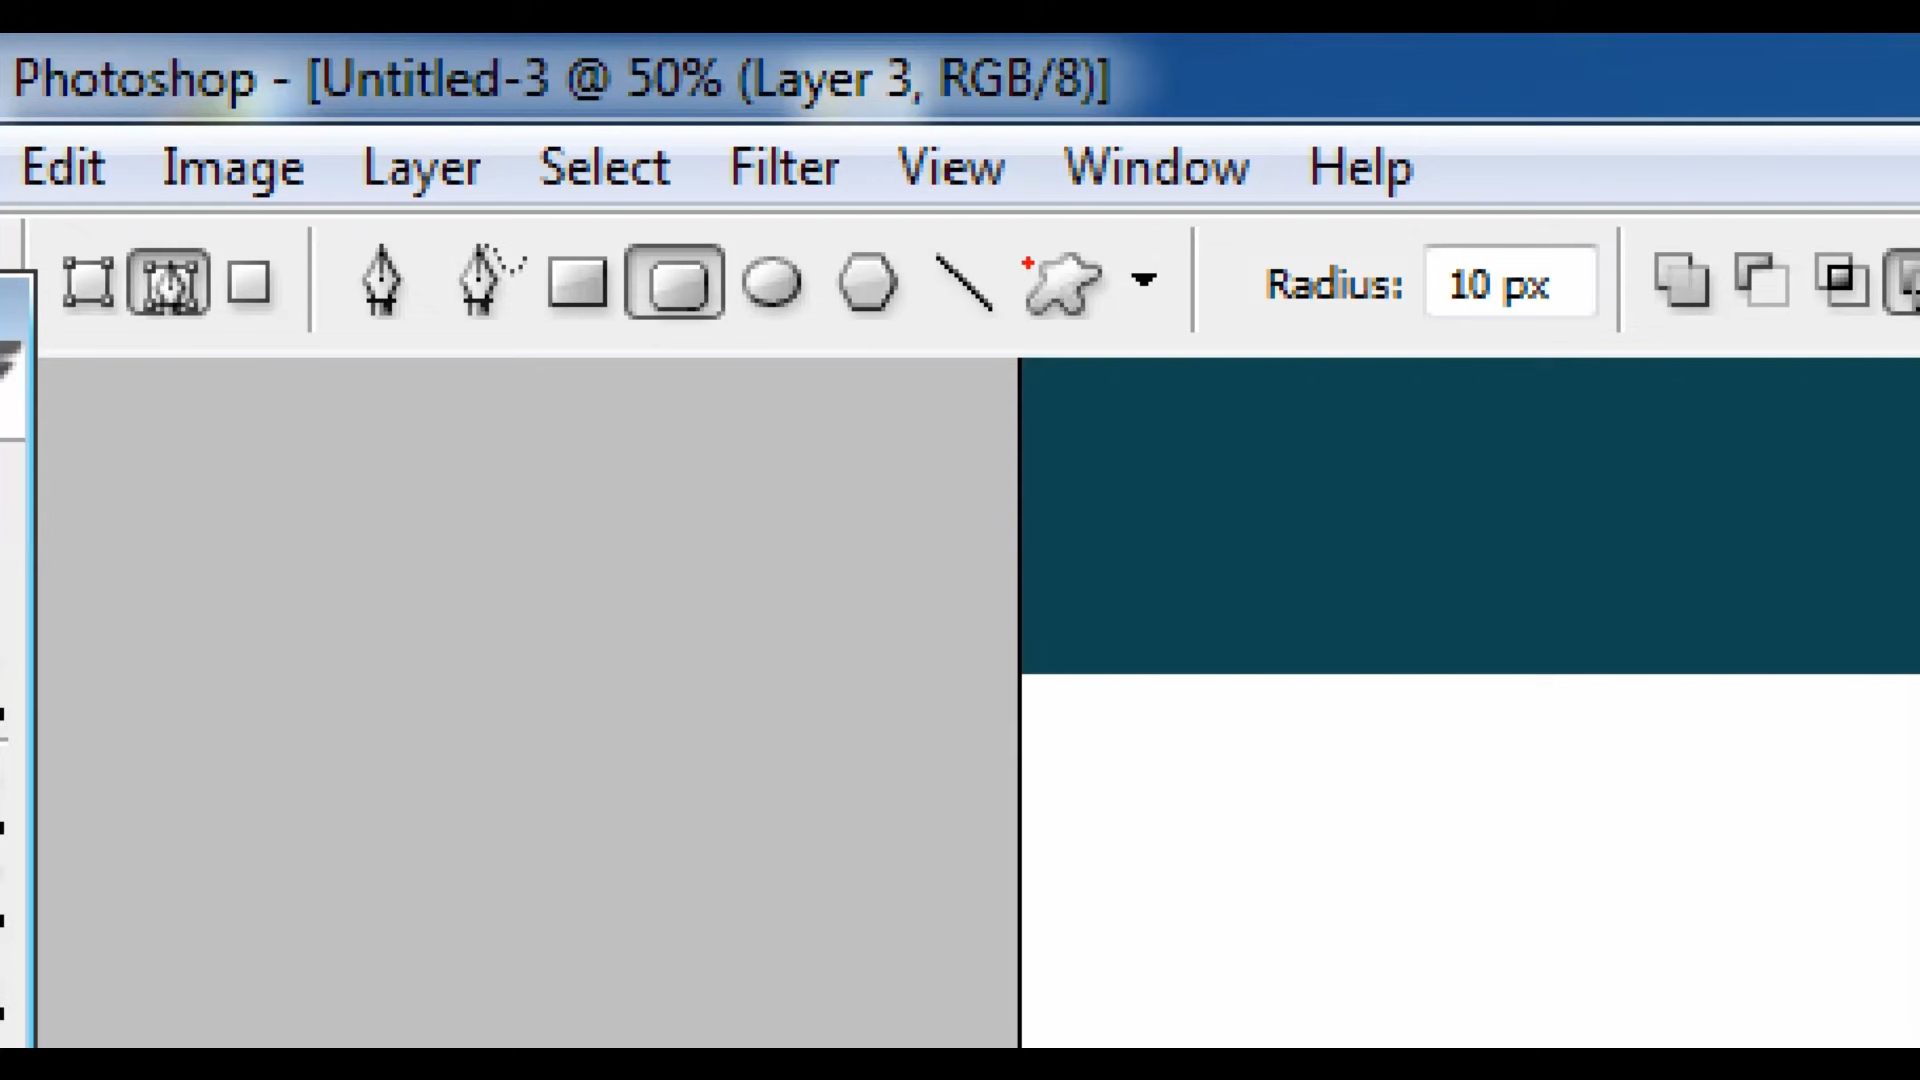 Photoshop - [Untitled-3 @ 50% (Layer 3, RGB/8)]
Edit Image Layer Select Filter View Window Help
Radius: 10 px